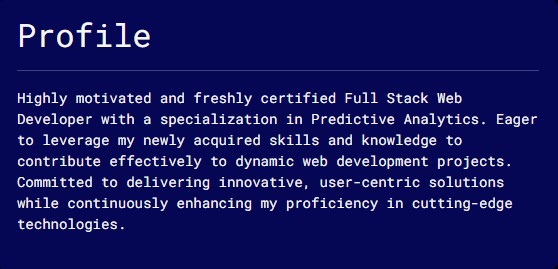 Profile
Highly motivated and freshly certified Full Stack Web
Developer with a specialization in Predictive Analytics. Eager
to leverage my newly acquired skills and knowledge to
contribute effectively to dynamic web development projects.
Committed to delivering innovative, user-centric solutions
while continuously enhancing my proficiency in cutting-edge
technologies.